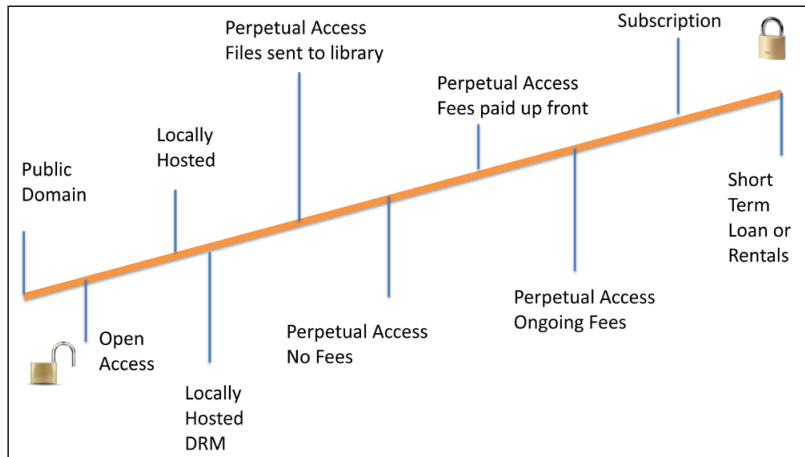 Public
Domain
Open
Access
Locally
Hosted
Locally
Hosted
DRM
Perpetual Access
Files sent to library
Perpetual Access
No Fees
Perpetual Access
Fees paid up front
Perpetual Access
Ongoing Fees
Subscription
Short
Term
Loan or
Rentals